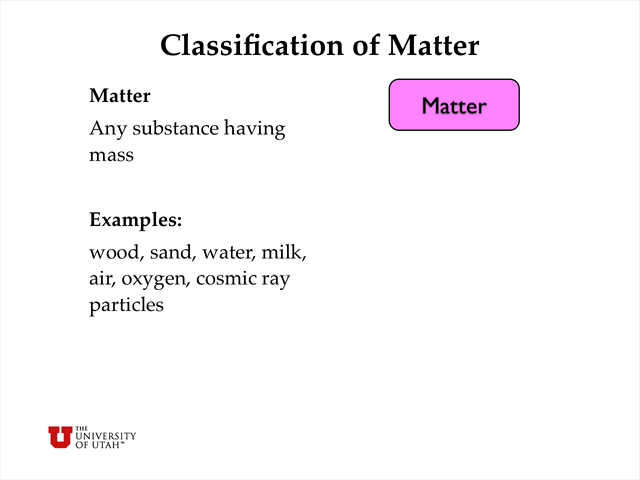 Classification of Matter
Matter
Any substance having
mass
Examples:
wood, sand, water, milk,
air, oxygen, cosmic ray
particles
Matter
THE
UNIVERSITY
OF UTAH™